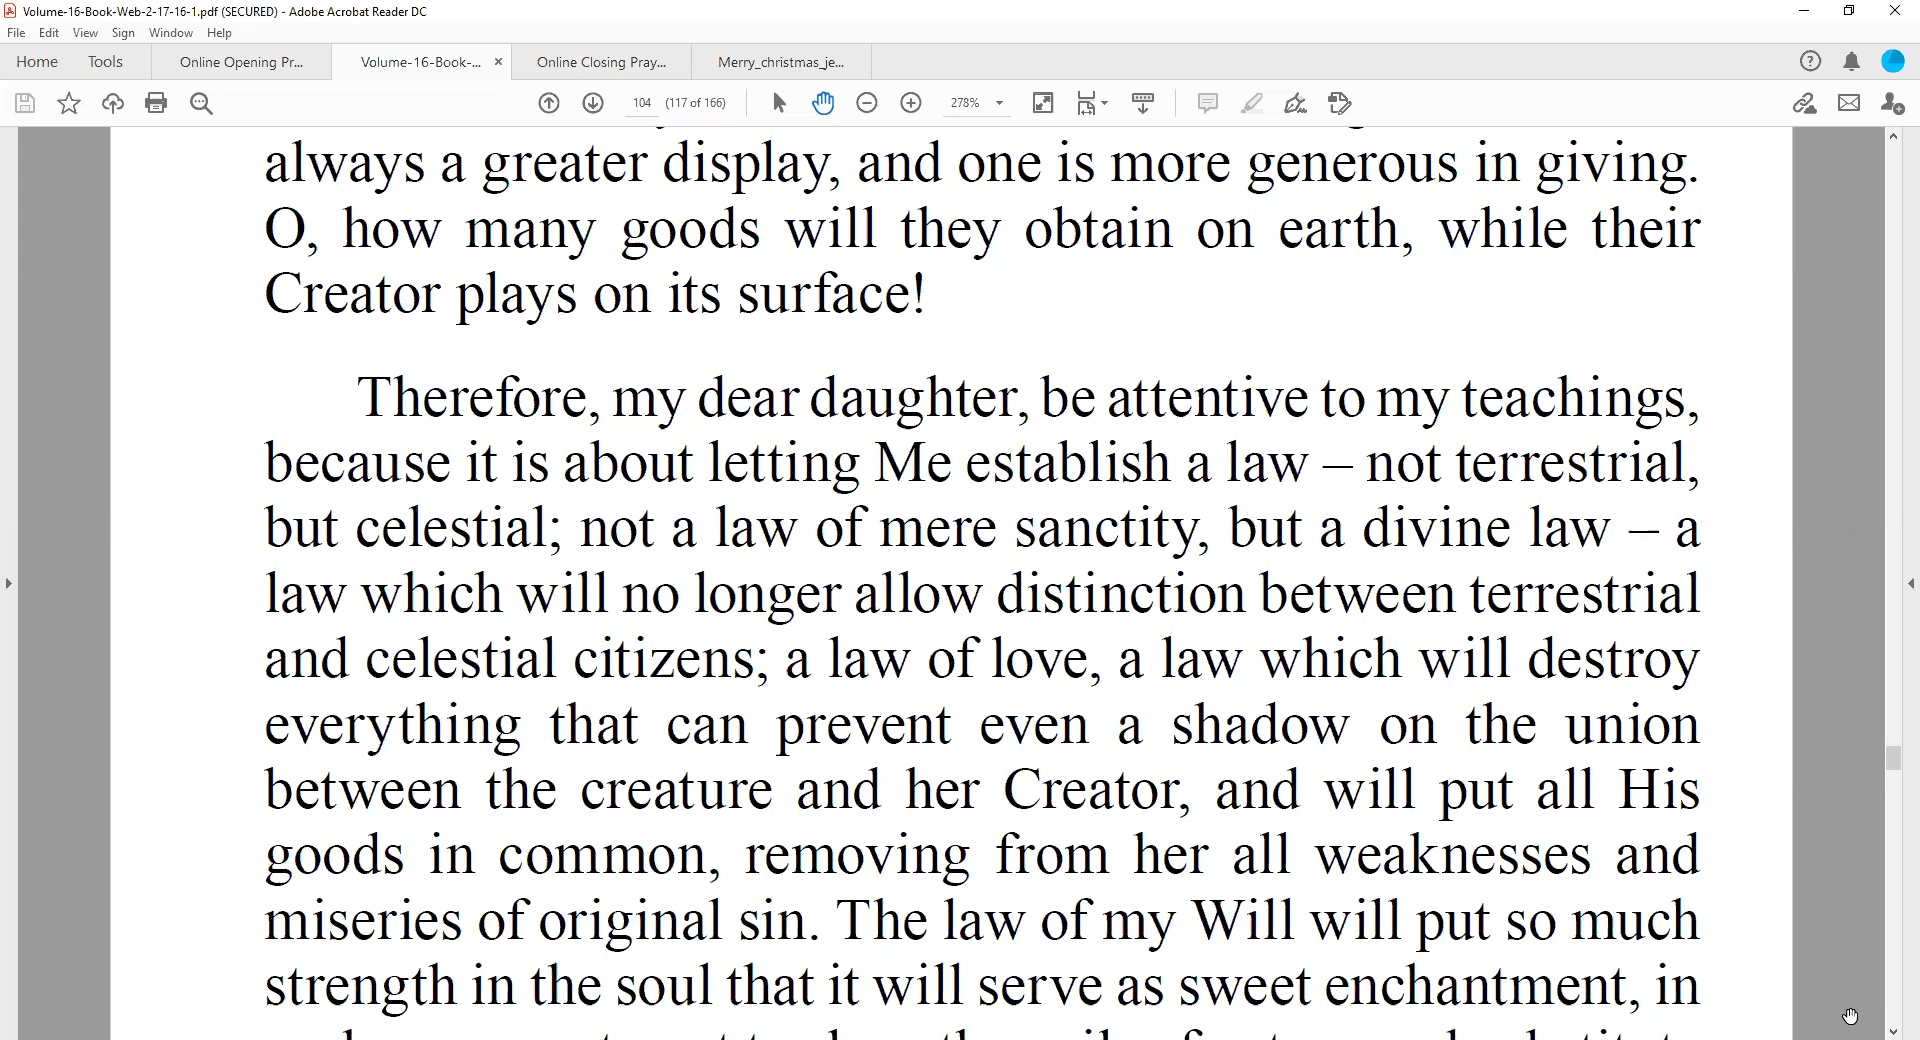 Volume-16-Book-Web-2-17-16-1.pdf (SECURED) - Adobe Acrobat Reader DC
File Edit View Sign Window Help
Home Tools Online Opening Pr... Volume-16-Book-... × Online Closing Pray... Merry_christmas_je...
104 (117 of 166) 278%
always a greater display, and one is more generous in giving.
O, how many goods will they obtain on earth, while their
Creator plays on its surface!
Therefore, my dear daughter, be attentive to my teachings,
because it is about letting Me establish a law – not terrestrial,
but celestial; not a law of mere sanctity, but a divine law – a
law which will no longer allow distinction between terrestrial
and celestial citizens; a law of love, a law which will destroy
everything that can prevent even a shadow on the union
between the creature and her Creator, and will put all His
goods in common, removing from her all weaknesses and
miseries of original sin. The law of my Will will put so much
strength in the soul that it will serve as sweet enchantment, in